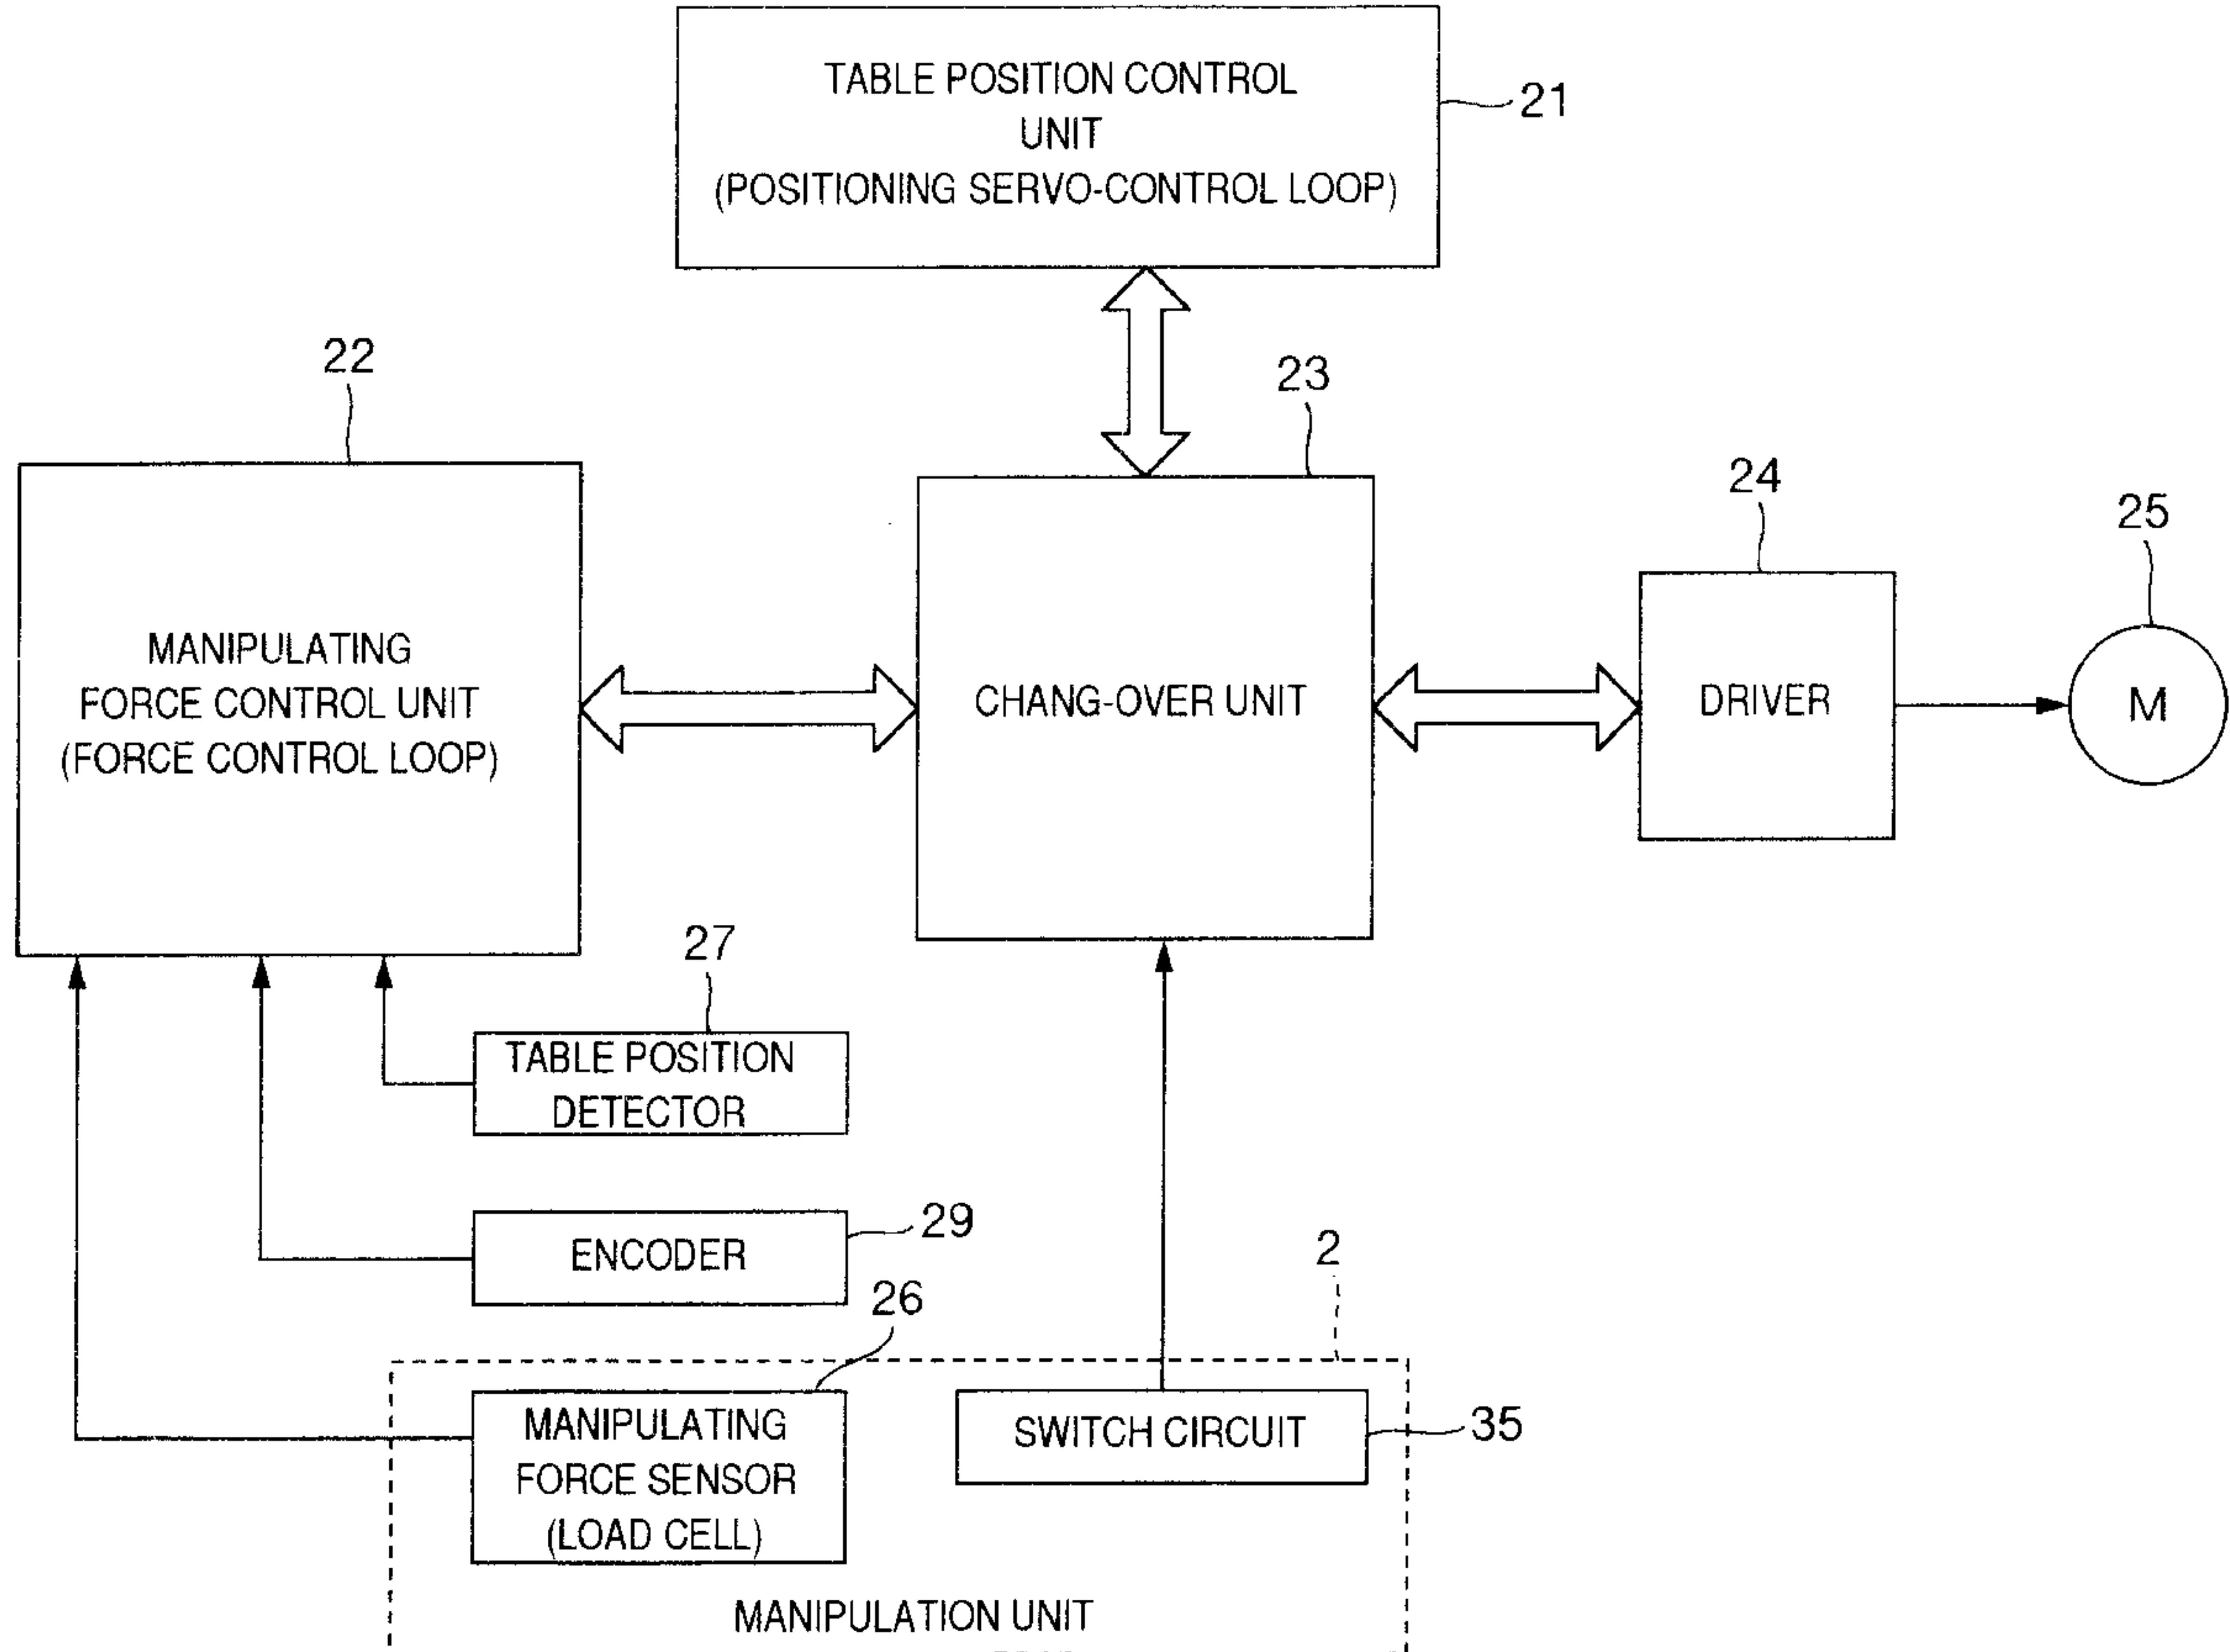 TABLE POSITION CONTROL
UNIT
(POSITIONING SERVO-CONTROL LOOP)
21
22
23
24
25
MANIPULATING
FORCE CONTROL UNIT
(FORCE CONTROL LOOP)
CHANG-OVER UNIT
DRIVER
M
27
TABLE POSITION
DETECTOR
29
ENCODER
26
2
MANIPULATING
FORCE SENSOR
(LOAD CELL)
SWITCH CIRCUIT
35
MANIPULATION UNIT